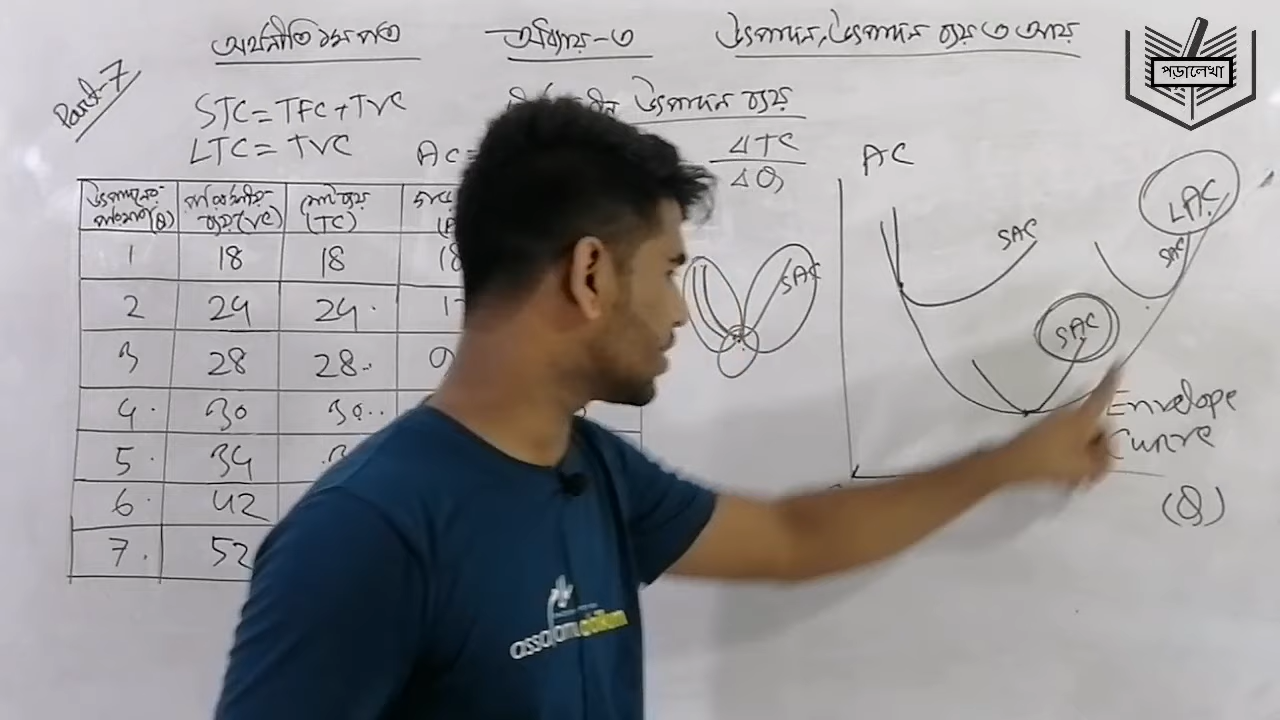 অর্থনীতি ১ম পত্র অধ্যায়-৩ উৎপাদন, উৎপাদন ব্যয় ও আয়
পড়ালেখা
Part-7
STC = TFC + TVC উৎপাদন ব্যয়
LTC = TVC AC = ΔTC
ΔQ
AC
উৎপাদনের পরিবর্তনীয় মোট ব্যয়
পরিমাণ (Q) ব্যয় (VC) (TC)
1 18 18 18
2 24 24
3 28 28
4 30 30
5 34
6 42
7 52
SAC
SAC
SAC
SAC
LAC
Envelope
Curve
(Q)
assalamu alaikum